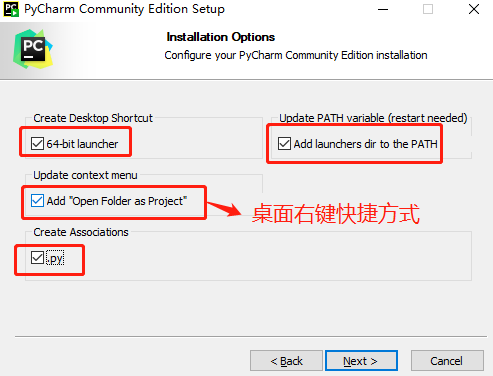 PyCharm Community Edition Setup
PC
Installation Options
Configure your PyCharm Community Edition installation
Create Desktop Shortcut
64-bit launcher
Update PATH variable (restart needed)
Add launchers dir to the PATH
Update context menu
Add "Open Folder as Project"
桌面右键快捷方式
Create Associations
.py
< Back
Next >
Cancel